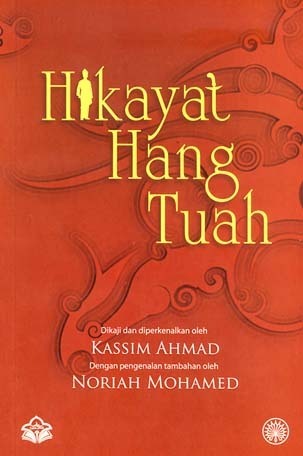 Hikayat
Hang
Tuah
Dikaji dan diperkenalkan oleh
KASSIM AHMAD
Dengan pengenalan tambahan oleh
NORIAH MOHAMED